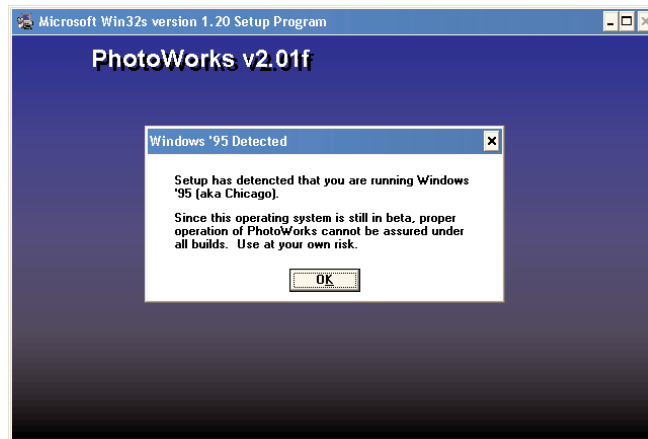 Microsoft Win32s version 1.20 Setup Program
PhotoWorks v2.01f
Windows '95 Detected
Setup has detencted that you are running Windows
'95 (aka Chicago).
Since this operating system is still in beta, proper
operation of PhotoWorks cannot be assured under
all builds.  Use at your own risk.
OK